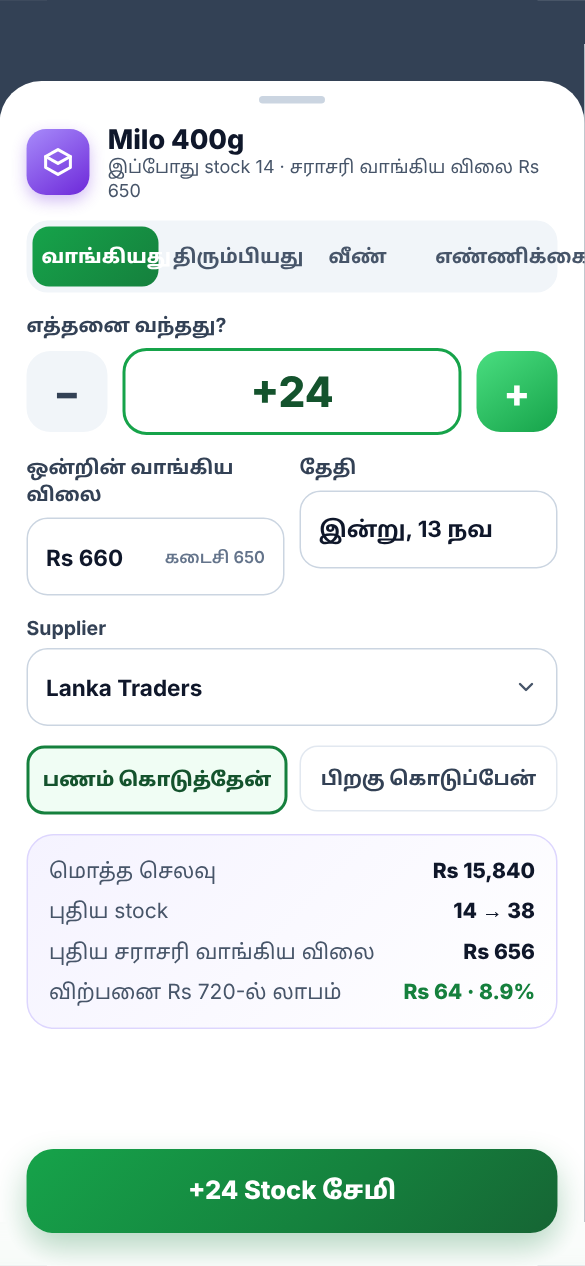 Milo 400g
இப்போது stock 14 · சராசரி வாங்கிய விலை Rs
650
வாங்கியது திரும்பியது வீண் எண்ணிக்கை
எத்தனை வந்தது?
− +24 +
ஒன்றின் வாங்கிய
விலை
தேதி
Rs 660 கடைசி 650
இன்று, 13 நவ
Supplier
Lanka Traders
பணம் கொடுத்தேன் பிறகு கொடுப்பேன்
மொத்த செலவு Rs 15,840
புதிய stock 14 → 38
புதிய சராசரி வாங்கிய விலை Rs 656
விற்பனை Rs 720-ல் லாபம் Rs 64 · 8.9%
+24 Stock சேமி